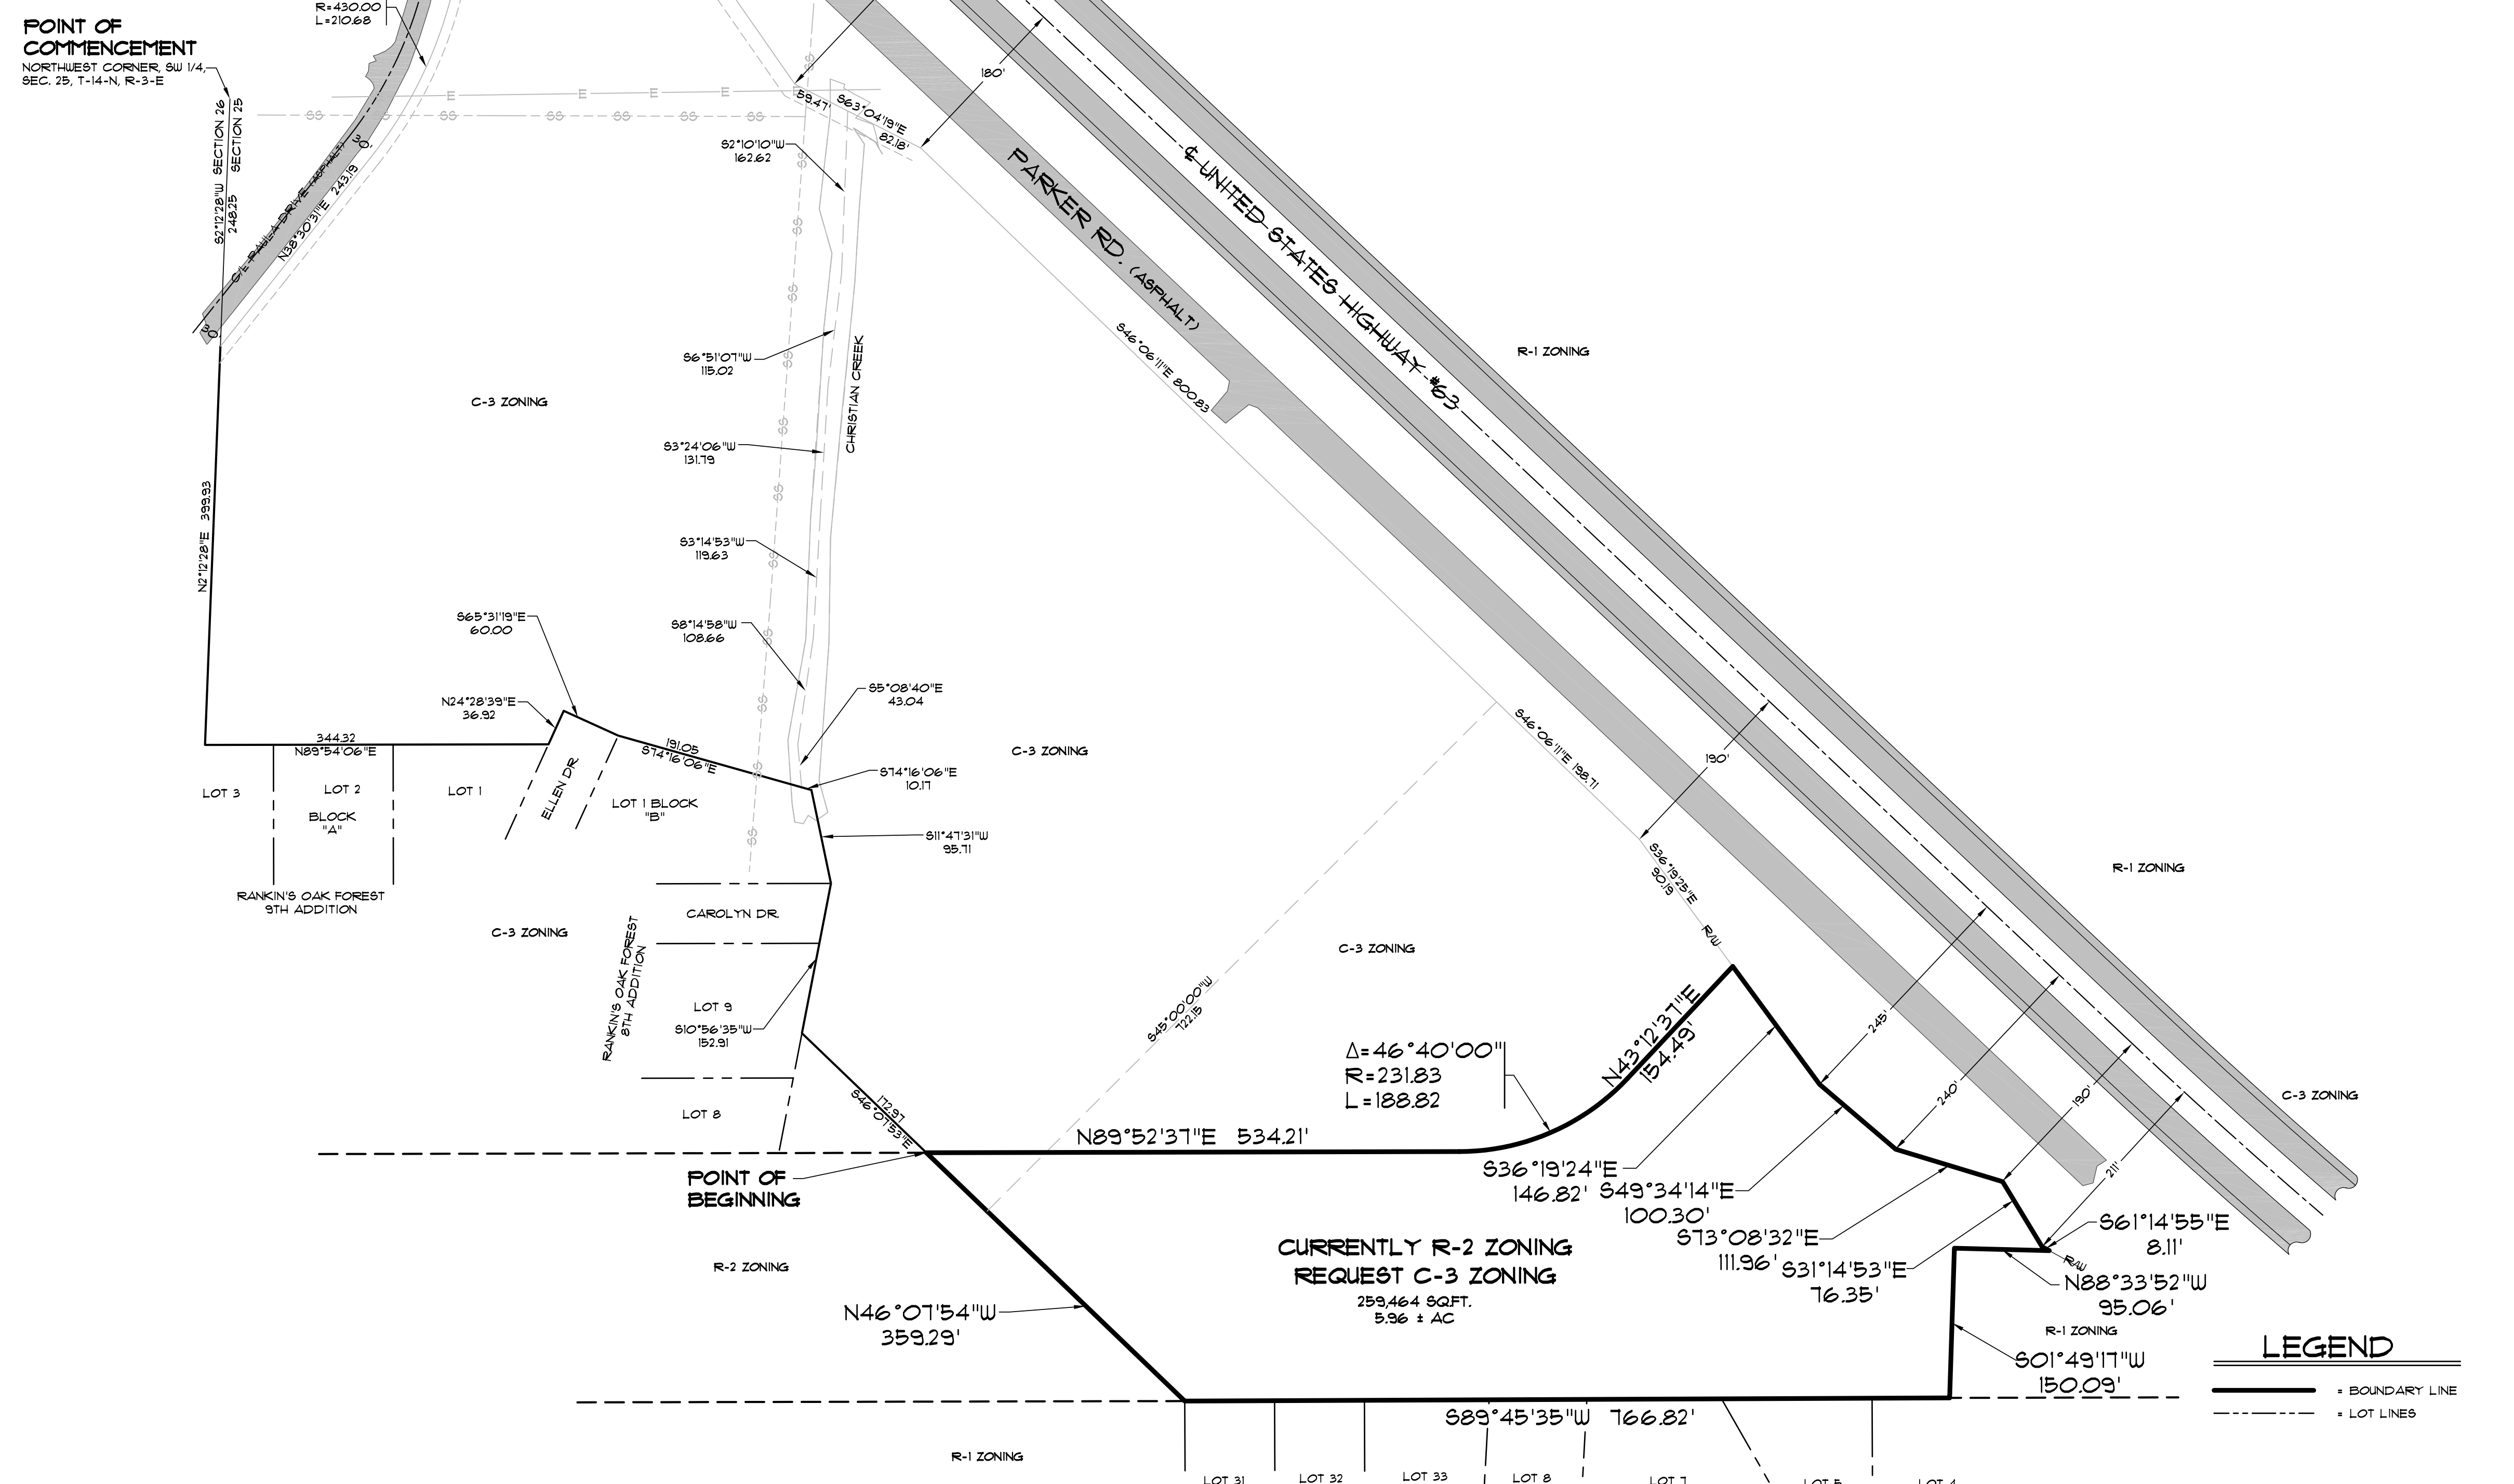 R=430.00
L=210.68
POINT OF
COMMENCEMENT
NORTHWEST CORNER, SW 1/4,
SEC. 25, T-14-N, R-3-E
S2°12'28"W SECTION 26
248.25 SECTION 25
C/L PAULA DRIVE (ASPHALT)
30'
30'
N38°30'31"E 243.19
E E E E E
SS SS SS SS SS SS SS
59.47'
S63°04'19"E
82.18'
180'
S2°10'10"W
162.62
PARKER RD. (ASPHALT)
℄ UNITED STATES HIGHWAY #63
R-1 ZONING
S6°51'07"W
115.02
CHRISTIAN CREEK
S46°06'11"E 800.83
C-3 ZONING
S3°24'06"W
131.79
N2°12'28"E 399.93
S3°14'53"W
119.63
S65°31'19"E
60.00
S8°14'58"W
108.66
N24°28'39"E
36.92
S5°08'40"E
43.04
344.32
N89°54'06"E
191.05
S74°16'06"E
C-3 ZONING
S46°06'11"E 198.71
190'
S74°16'06"E
10.17
LOT 3
LOT 2
LOT 1
BLOCK
"A"
ELLEN DR.
LOT 1 BLOCK
"B"
S11°47'31"W
95.71
S36°19'25"E
90.19
R-1 ZONING
RANKIN'S OAK FOREST
9TH ADDITION
CAROLYN DR.
C-3 ZONING
RANKIN'S OAK FOREST
8TH ADDITION
R/W
C-3 ZONING
LOT 9
S10°56'35"W
152.91
S45°00'00"W
722.15
N43°12'37"E
154.49'
245'
Δ=46°40'00"
R=231.83
L=188.82
240'
190'
C-3 ZONING
LOT 8
172.97
S46°07'53"E
N89°52'37"E 534.21'
211'
POINT OF
BEGINNING
S36°19'24"E
146.82'
S49°34'14"E
100.30'
S73°08'32"E
111.96'
S61°14'55"E
8.11'
CURRENTLY R-2 ZONING
REQUEST C-3 ZONING
259,464 SQ.FT.
5.96 ± AC
R-2 ZONING
S31°14'53"E
76.35'
R/W
N88°33'52"W
95.06'
N46°07'54"W
359.29'
R-1 ZONING
S01°49'17"W
150.09'
LEGEND
= BOUNDARY LINE
= LOT LINES
S89°45'35"W 766.82'
R-1 ZONING
LOT 31
LOT 32
LOT 33
LOT 8
LOT 7
LOT 5
LOT 4